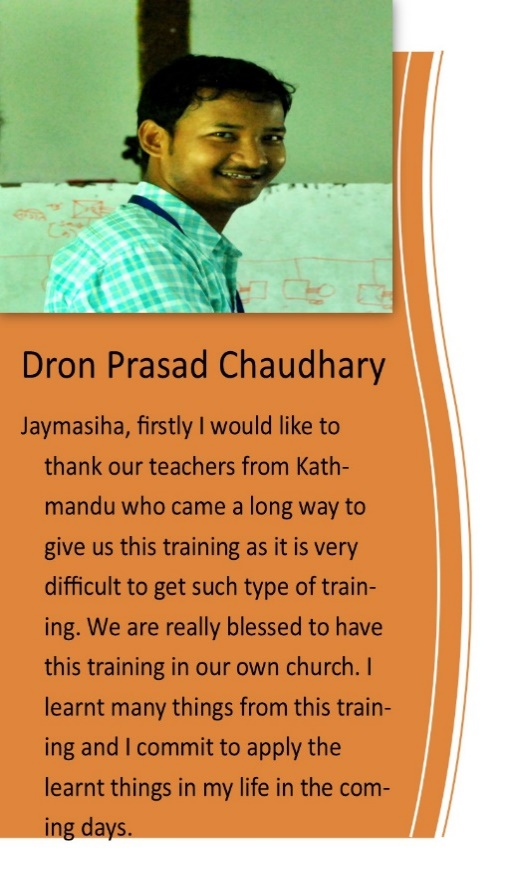 Dron Prasad Chaudhary
Jaymasiha, firstly I would like to
thank our teachers from Kath-
mandu who came a long way to
give us this training as it is very
difficult to get such type of train-
ing. We are really blessed to have
this training in our own church. I
learnt many things from this train-
ing and I commit to apply the
learnt things in my life in the com-
ing days.